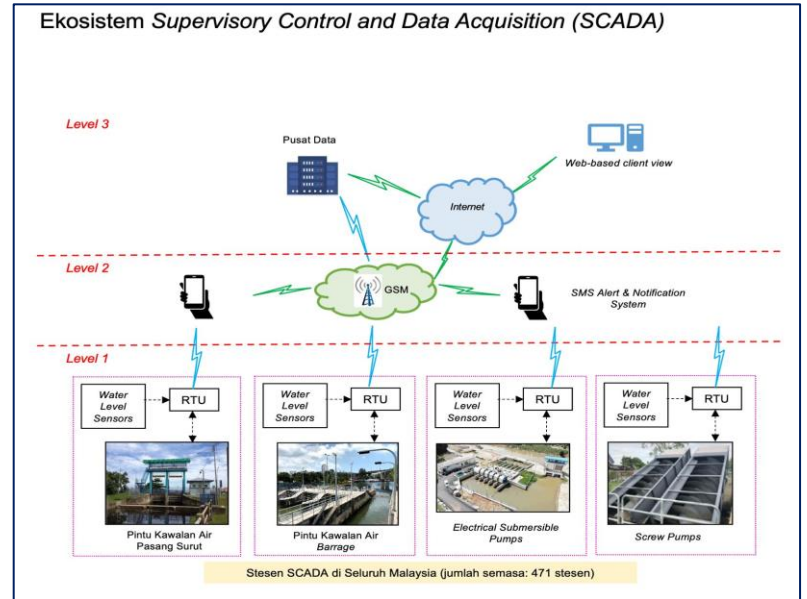 Ekosistem Supervisory Control and Data Acquisition (SCADA)
Level 3
Pusat Data
Web-based client view
Internet
Level 2
GSM
SMS Alert & Notification
System
Level 1
Water
Level
Sensors
RTU
Water
Level
Sensors
RTU
Water
Level
Sensors
RTU
Water
Level
Sensors
RTU
Pintu Kawalan Air
Pasang Surut
Pintu Kawalan Air
Barrage
Electrical Submersible
Pumps
Screw Pumps
Stesen SCADA di Seluruh Malaysia (jumlah semasa: 471 stesen)